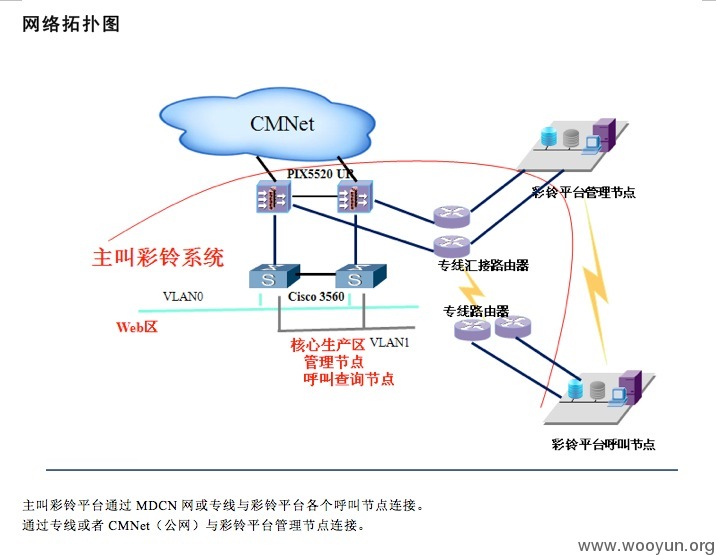 网络拓扑图
CMNet
PIX5520 UR
彩铃平台管理节点
主叫彩铃系统
专线汇接路由器
VLAN0
Cisco 3560
专线路由器
Web区
核心生产区
VLAN1
管理节点
呼叫查询节点
彩铃平台呼叫节点
主叫彩铃平台通过 MDCN 网或专线与彩铃平台各个呼叫节点连接。
通过专线或者 CMNet（公网）与彩铃平台管理节点连接。
www.wooyun.org
S
S